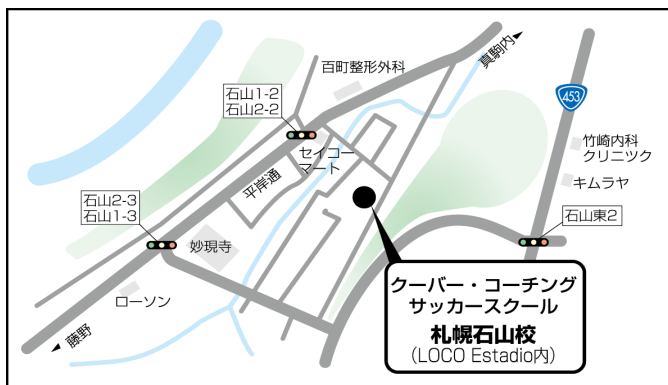 真駒内
百町整形外科
453
石山1-2
石山2-2
竹崎内科
クリニック
セイコー
マート
キムラヤ
平岸通
石山2-3
石山1-3
石山東2
妙現寺
クーバー・コーチング
サッカースクール
札幌石山校
(LOCO Estadio内)
ローソン
藤野